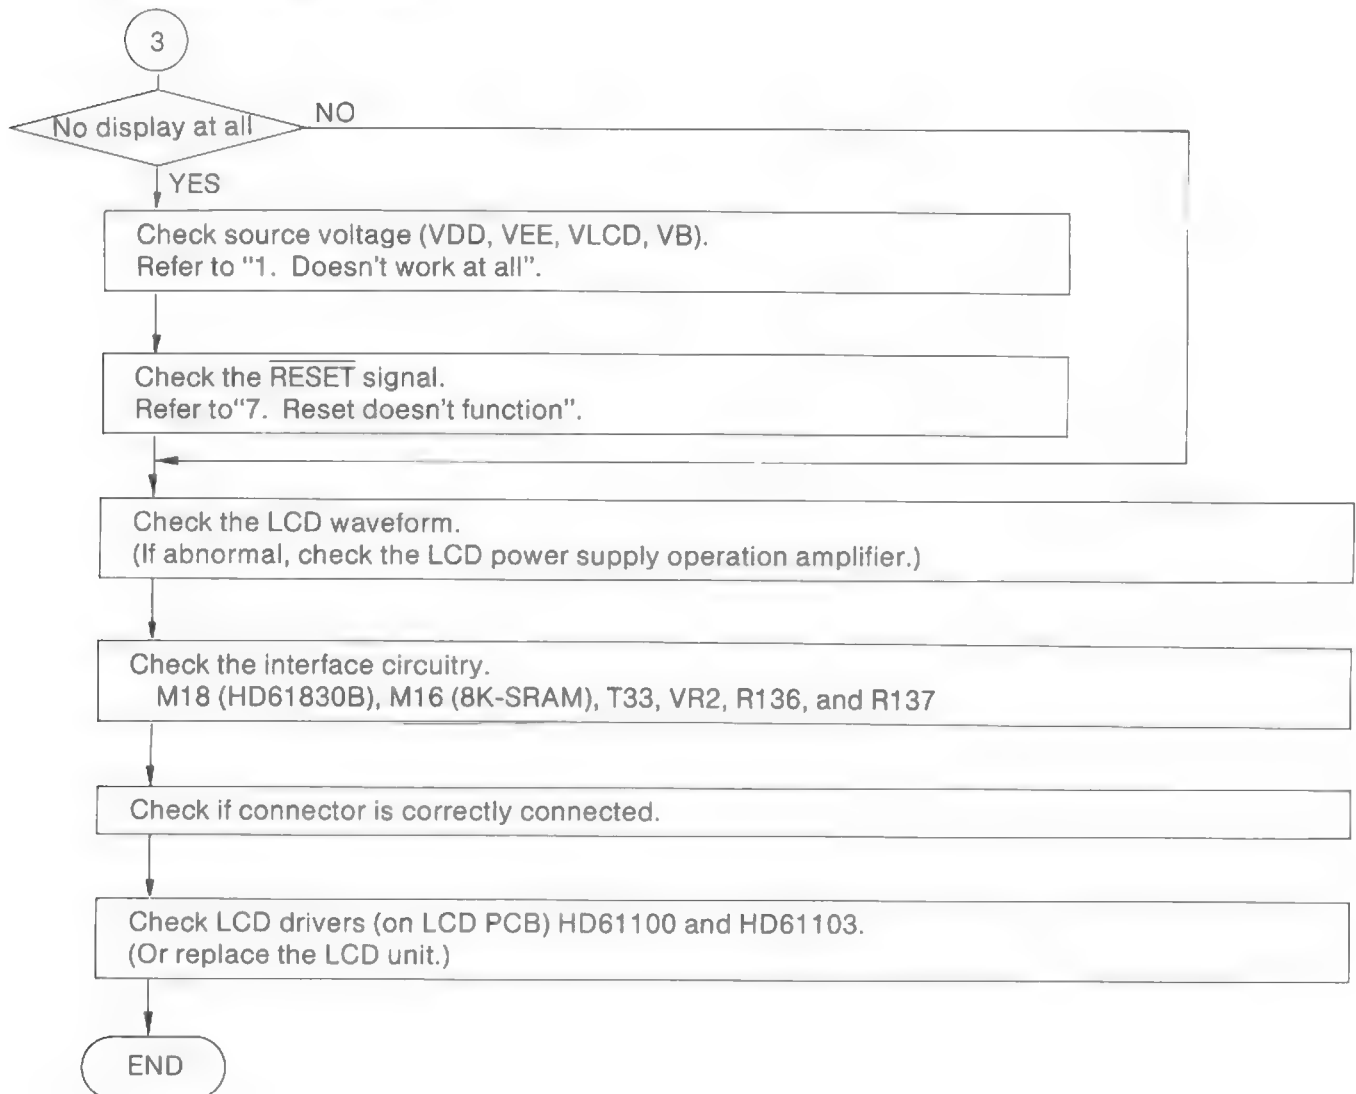 3
No display at all
NO
YES
Check source voltage (VDD, VEE, VLCD, VB).
Refer to "1. Doesn't work at all".
Check the RESET signal.
Refer to"7. Reset doesn't function".
Check the LCD waveform.
(If abnormal, check the LCD power supply operation amplifier.)
Check the interface circuitry.
M18 (HD61830B), M16 (8K-SRAM), T33, VR2, R136, and R137
Check if connector is correctly connected.
Check LCD drivers (on LCD PCB) HD61100 and HD61103.
(Or replace the LCD unit.)
END